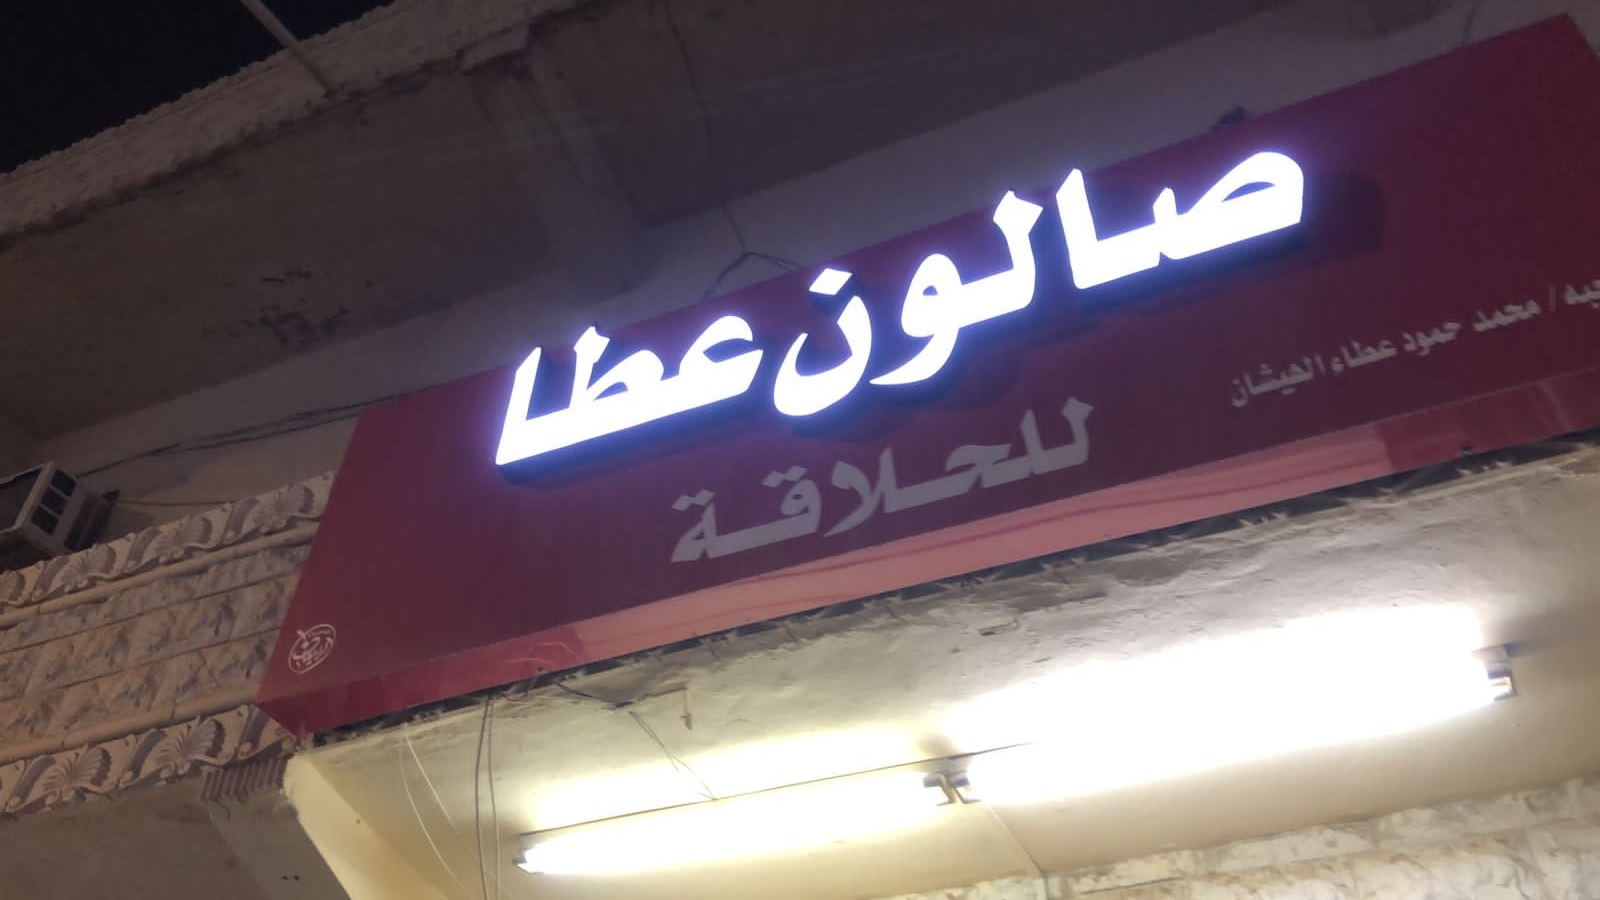 صالون عطا
للحلاقة
محمد حمود عطاء الهيشان